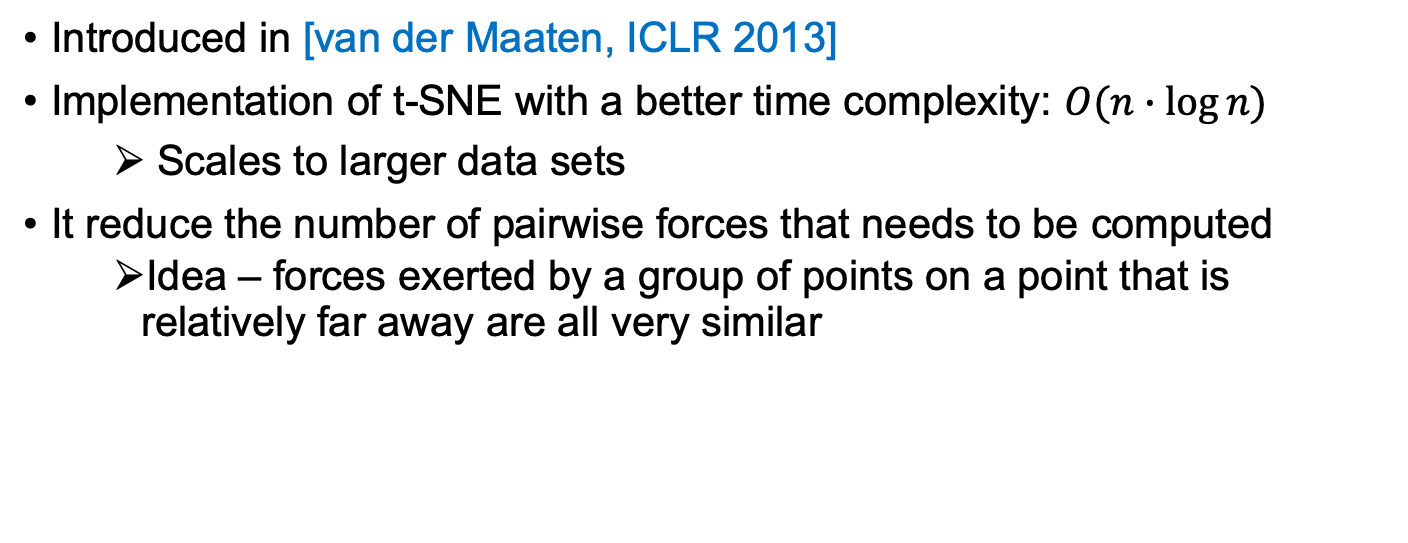 • Introduced in [van der Maaten, ICLR 2013]
• Implementation of t-SNE with a better time complexity: O(n · log n)
➢ Scales to larger data sets
• It reduce the number of pairwise forces that needs to be computed
➢Idea – forces exerted by a group of points on a point that is
relatively far away are all very similar